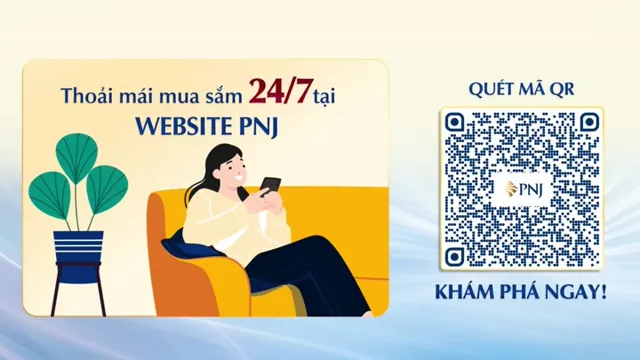 Thoải mái mua sắm 24/7 tại
WEBSITE PNJ
QUÉT MÃ QR
PNJ
KHÁM PHÁ NGAY!